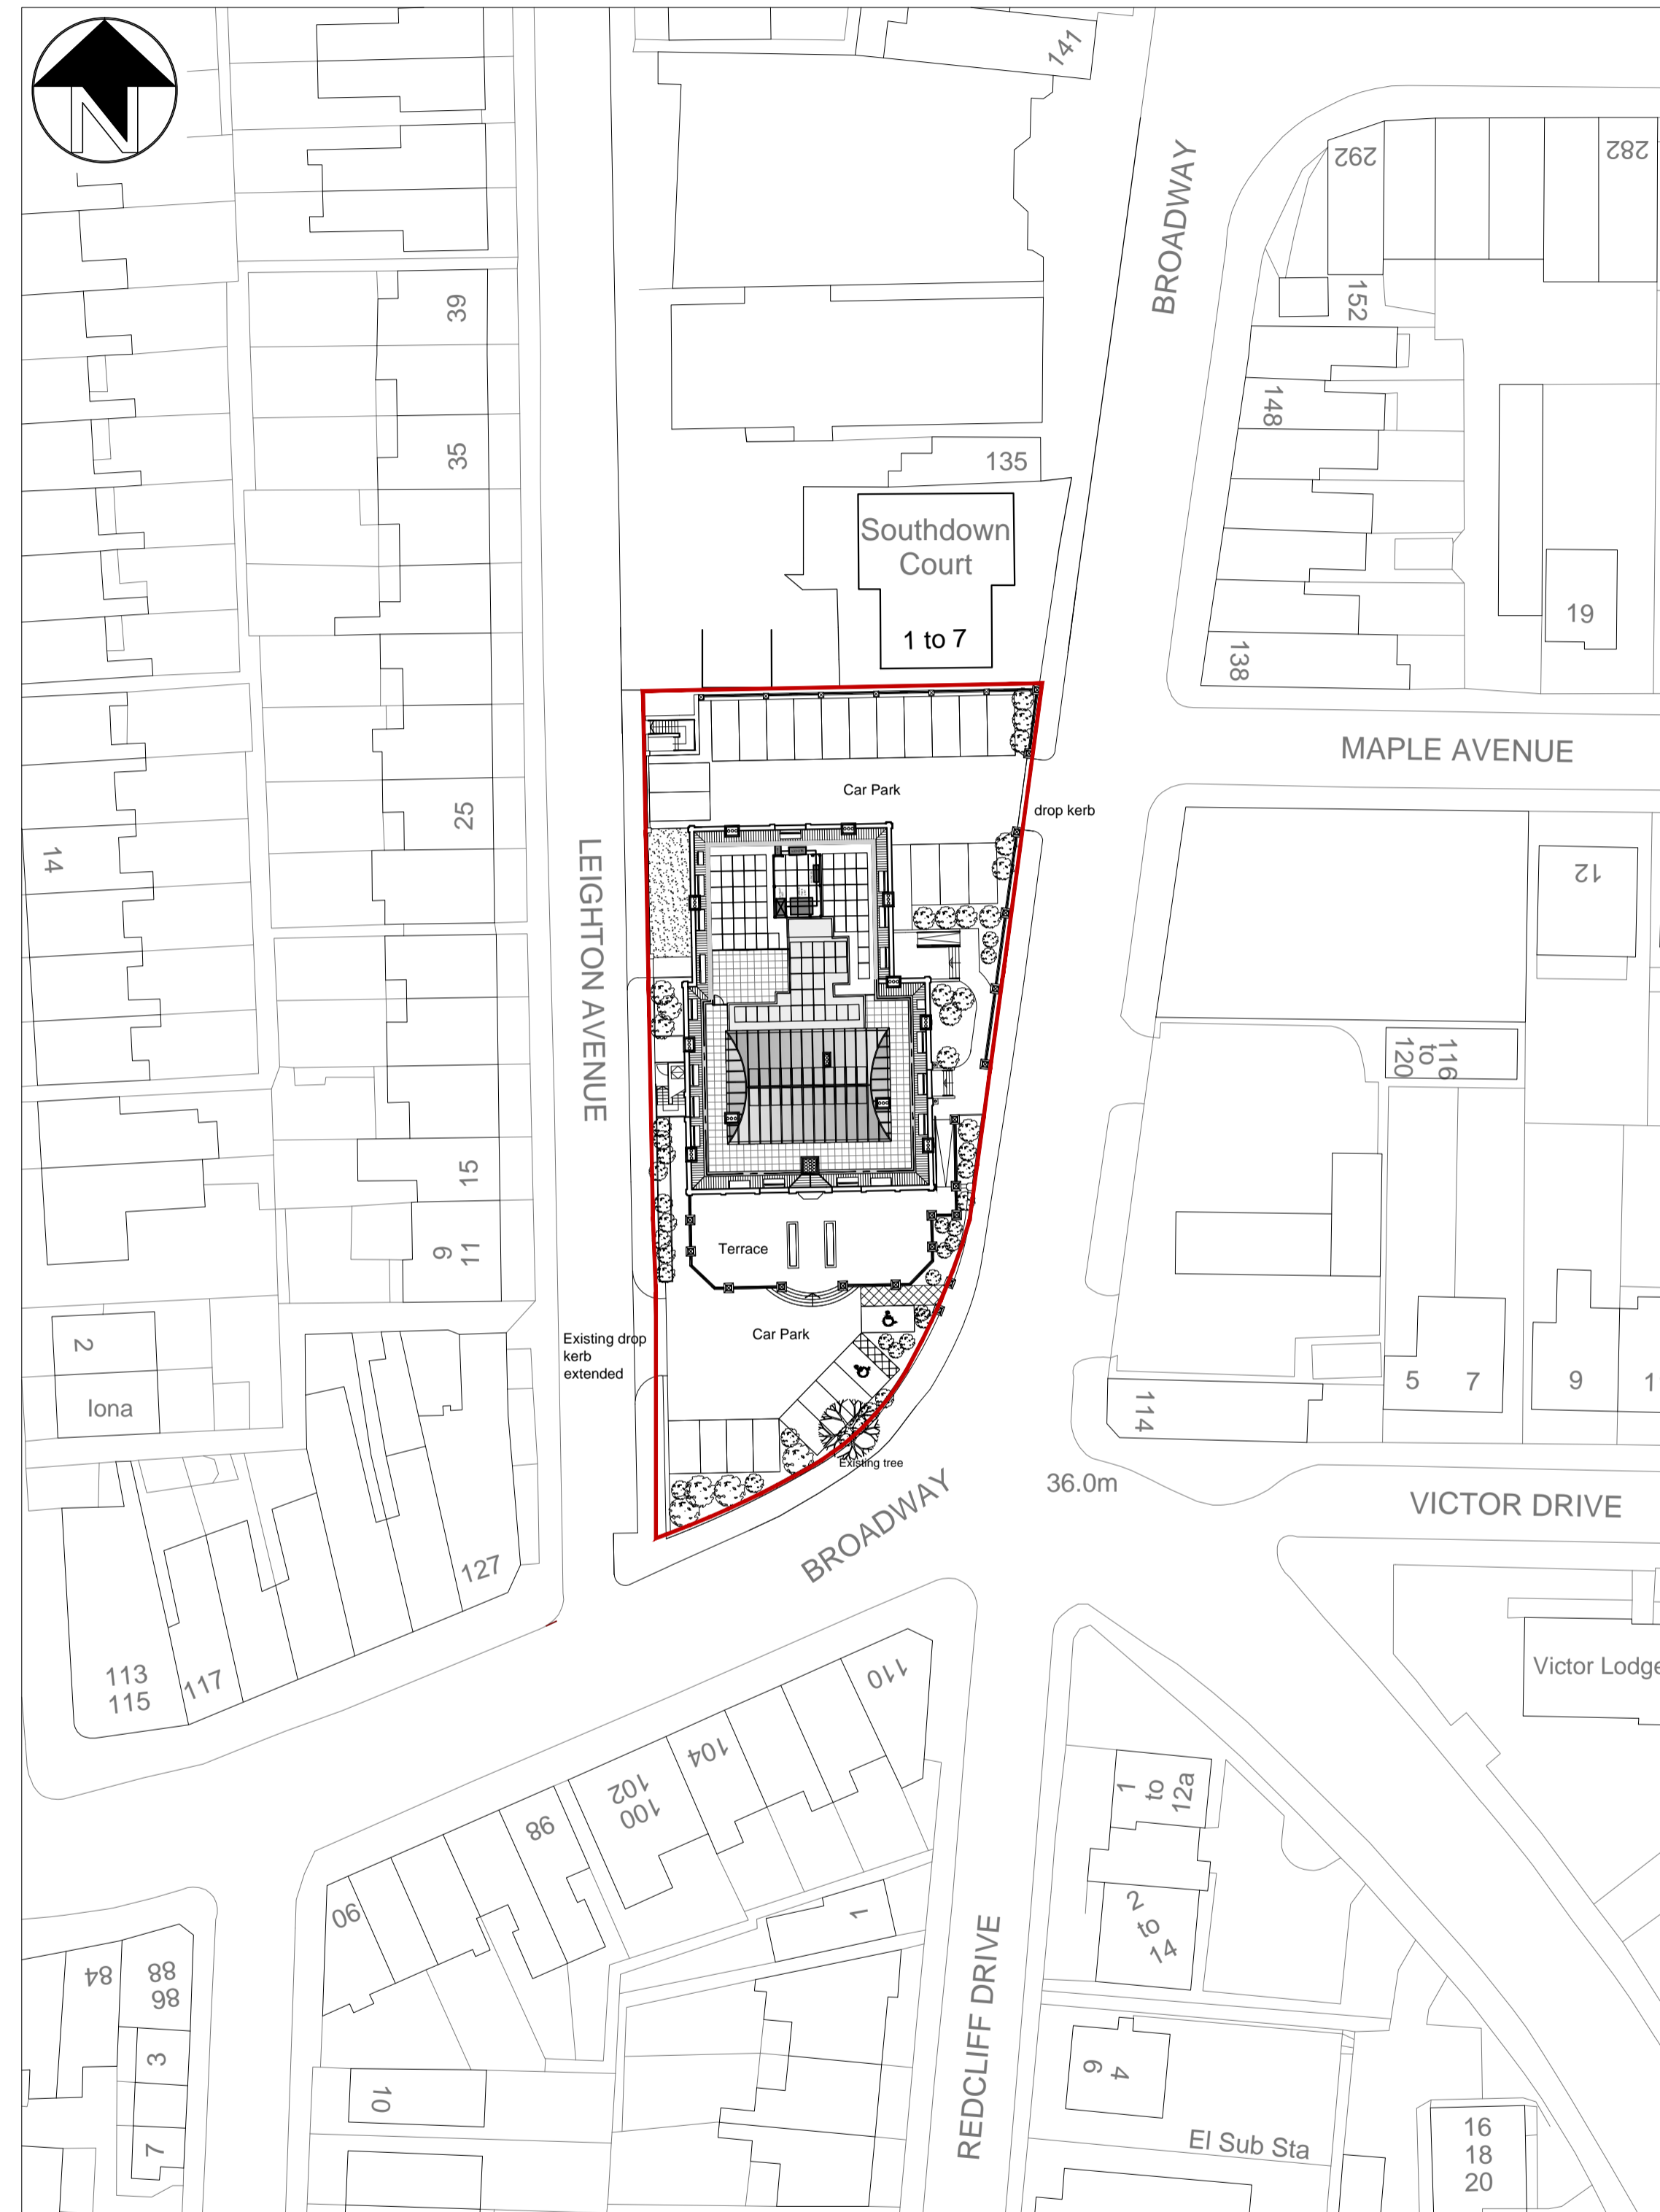 N
141
BROADWAY
292
282
152
39
148
35
135
Southdown
Court
1 to 7
19
138
MAPLE AVENUE
Car Park
drop kerb
25
14
12
LEIGHTON AVENUE
116
to
120
15
9
11
Terrace
Car Park
Existing drop
kerb
extended
2
Iona
5
7
9
1
114
Existing tree
36.0m
BROADWAY
VICTOR DRIVE
127
113
115
117
Victor Lodge
110
104
102
100
98
90
1
to
12a
1
2
to
14
REDCLIFF DRIVE
84
88
86
3
7
10
6
4
El Sub Sta
16
18
20